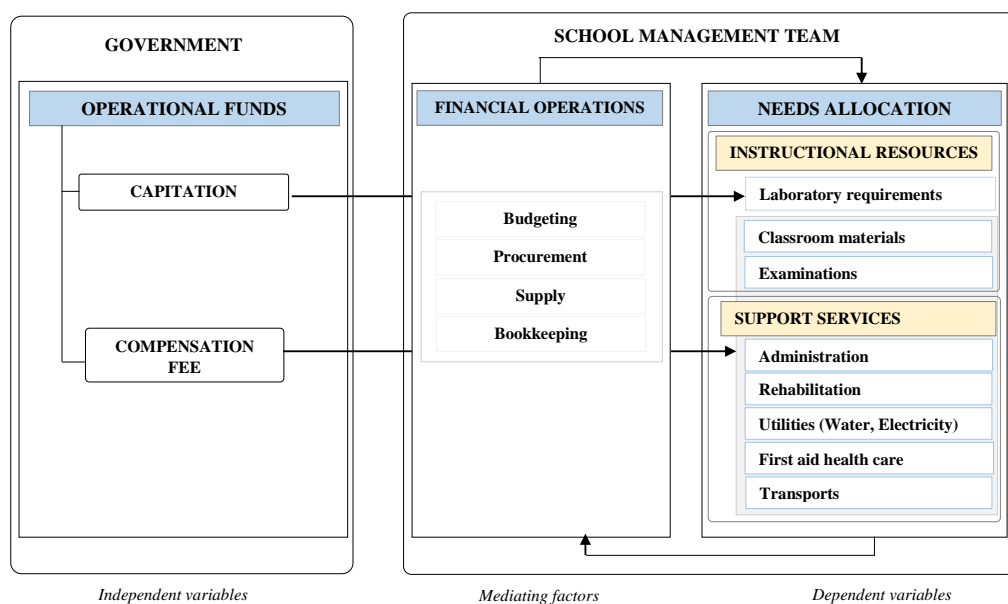 GOVERNMENT
OPERATIONAL FUNDS
CAPITATION
COMPENSATION
FEE
SCHOOL MANAGEMENT TEAM
FINANCIAL OPERATIONS
Budgeting
Procurement
Supply
Bookkeeping
NEEDS ALLOCATION
INSTRUCTIONAL RESOURCES
Laboratory requirements
Classroom materials
Examinations
SUPPORT SERVICES
Administration
Rehabilitation
Utilities (Water, Electricity)
First aid health care
Transports
Independent variables
Mediating factors
Dependent variables